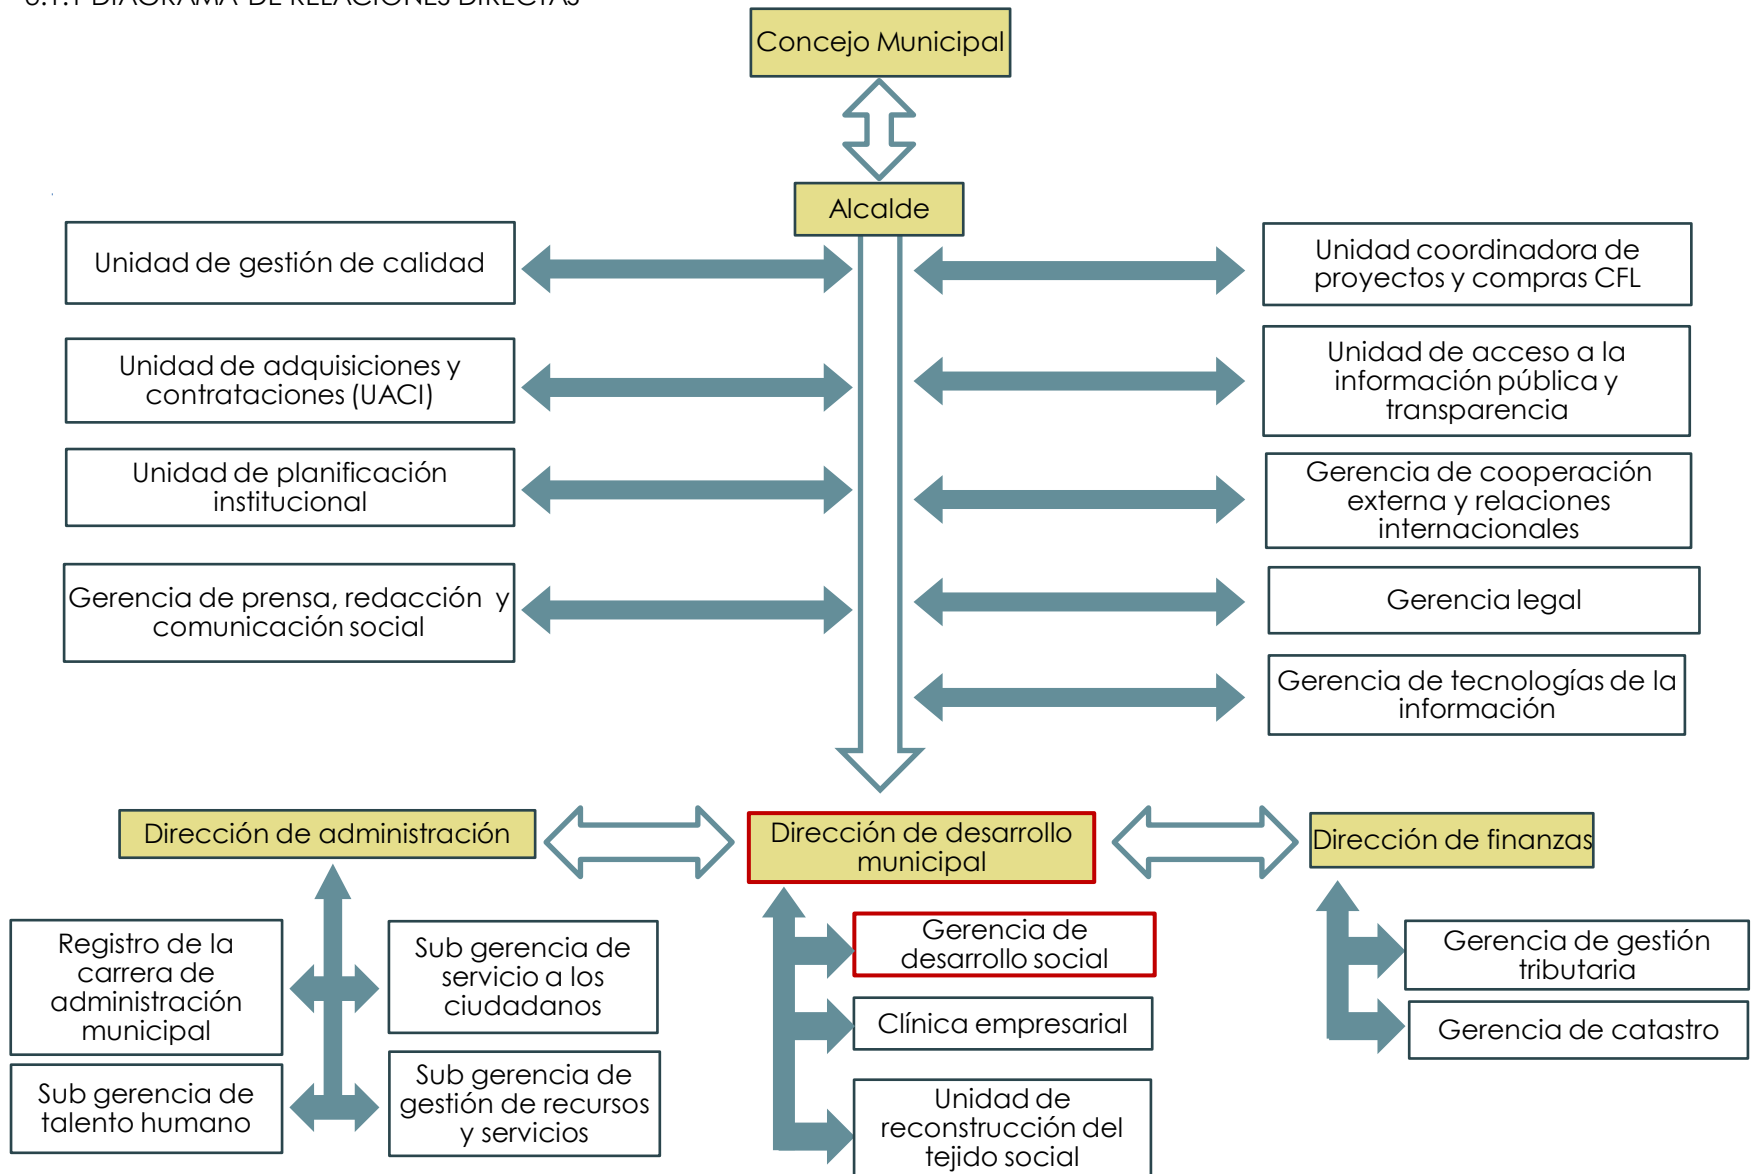 DIAGRAMA DE RELACIONES DIRECTAS
Concejo Municipal
Alcalde
Unidad de gestión de calidad
Unidad de adquisiciones y
contrataciones (UACI)
Unidad de planificación
institucional
Gerencia de prensa, redacción y
comunicación social
Unidad coordinadora de
proyectos y compras CFL
Unidad de acceso a la
información pública y
transparencia
Gerencia de cooperación
externa y relaciones
internacionales
Gerencia legal
Gerencia de tecnologías de la
información
Dirección de administración
Dirección de desarrollo
municipal
Dirección de finanzas
Registro de la
carrera de
administración
municipal
Sub gerencia de
servicio a los
ciudadanos
Sub gerencia de
talento humano
Sub gerencia de
gestión de recursos
y servicios
Gerencia de
desarrollo social
Clínica empresarial
Unidad de
reconstrucción del
tejido social
Gerencia de gestión
tributaria
Gerencia de catastro